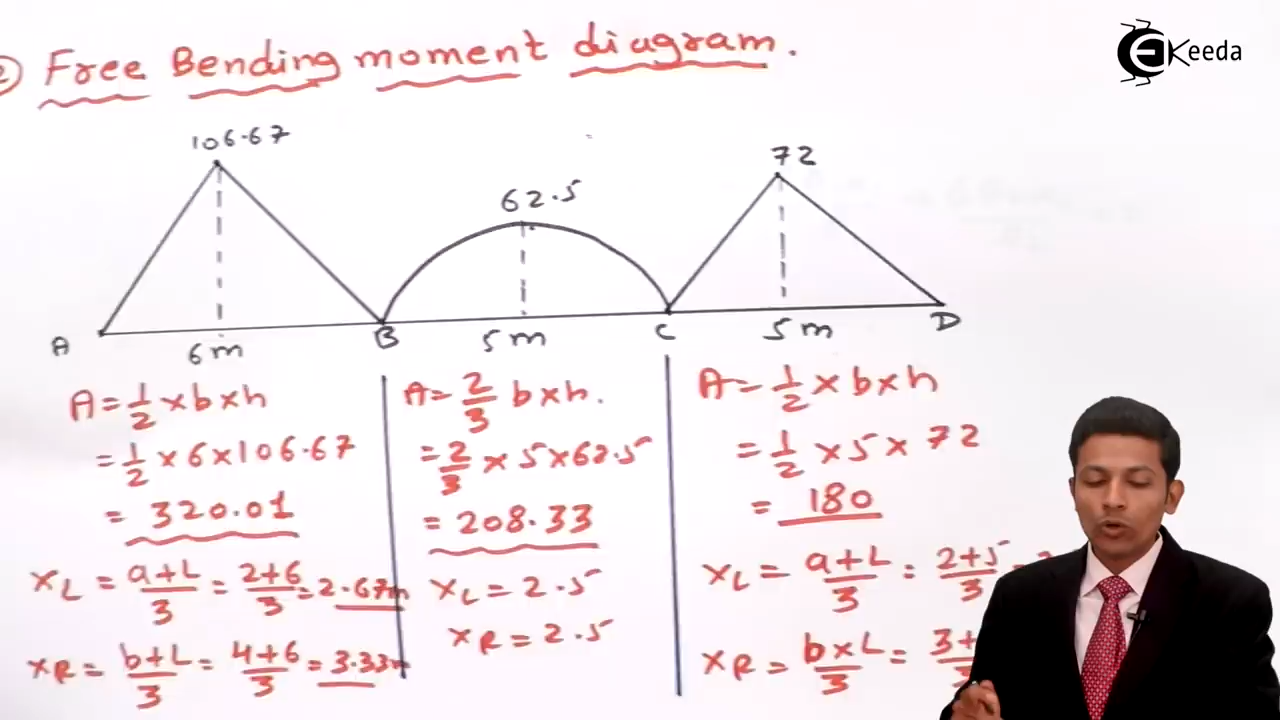 ② Free Bending moment diagram.
Keeda
106.67
62.5
72
A 6m B 5m C 5m D
A = 1/2 × b × h
= 1/2 × 6 × 106.67
= 320.01
xL = a+L/3 = 2+6/3 = 2.67m
xR = b+L/3 = 4+6/3 = 3.33m
A = 2/3 b × h.
= 2/3 × 5 × 62.5
= 208.33
xL = 2.5
xR = 2.5
A = 1/2 × b × h
= 1/2 × 5 × 72
= 180
xL = a+L/3 = 2+5/3 =
xR = b×L/3 = 3+